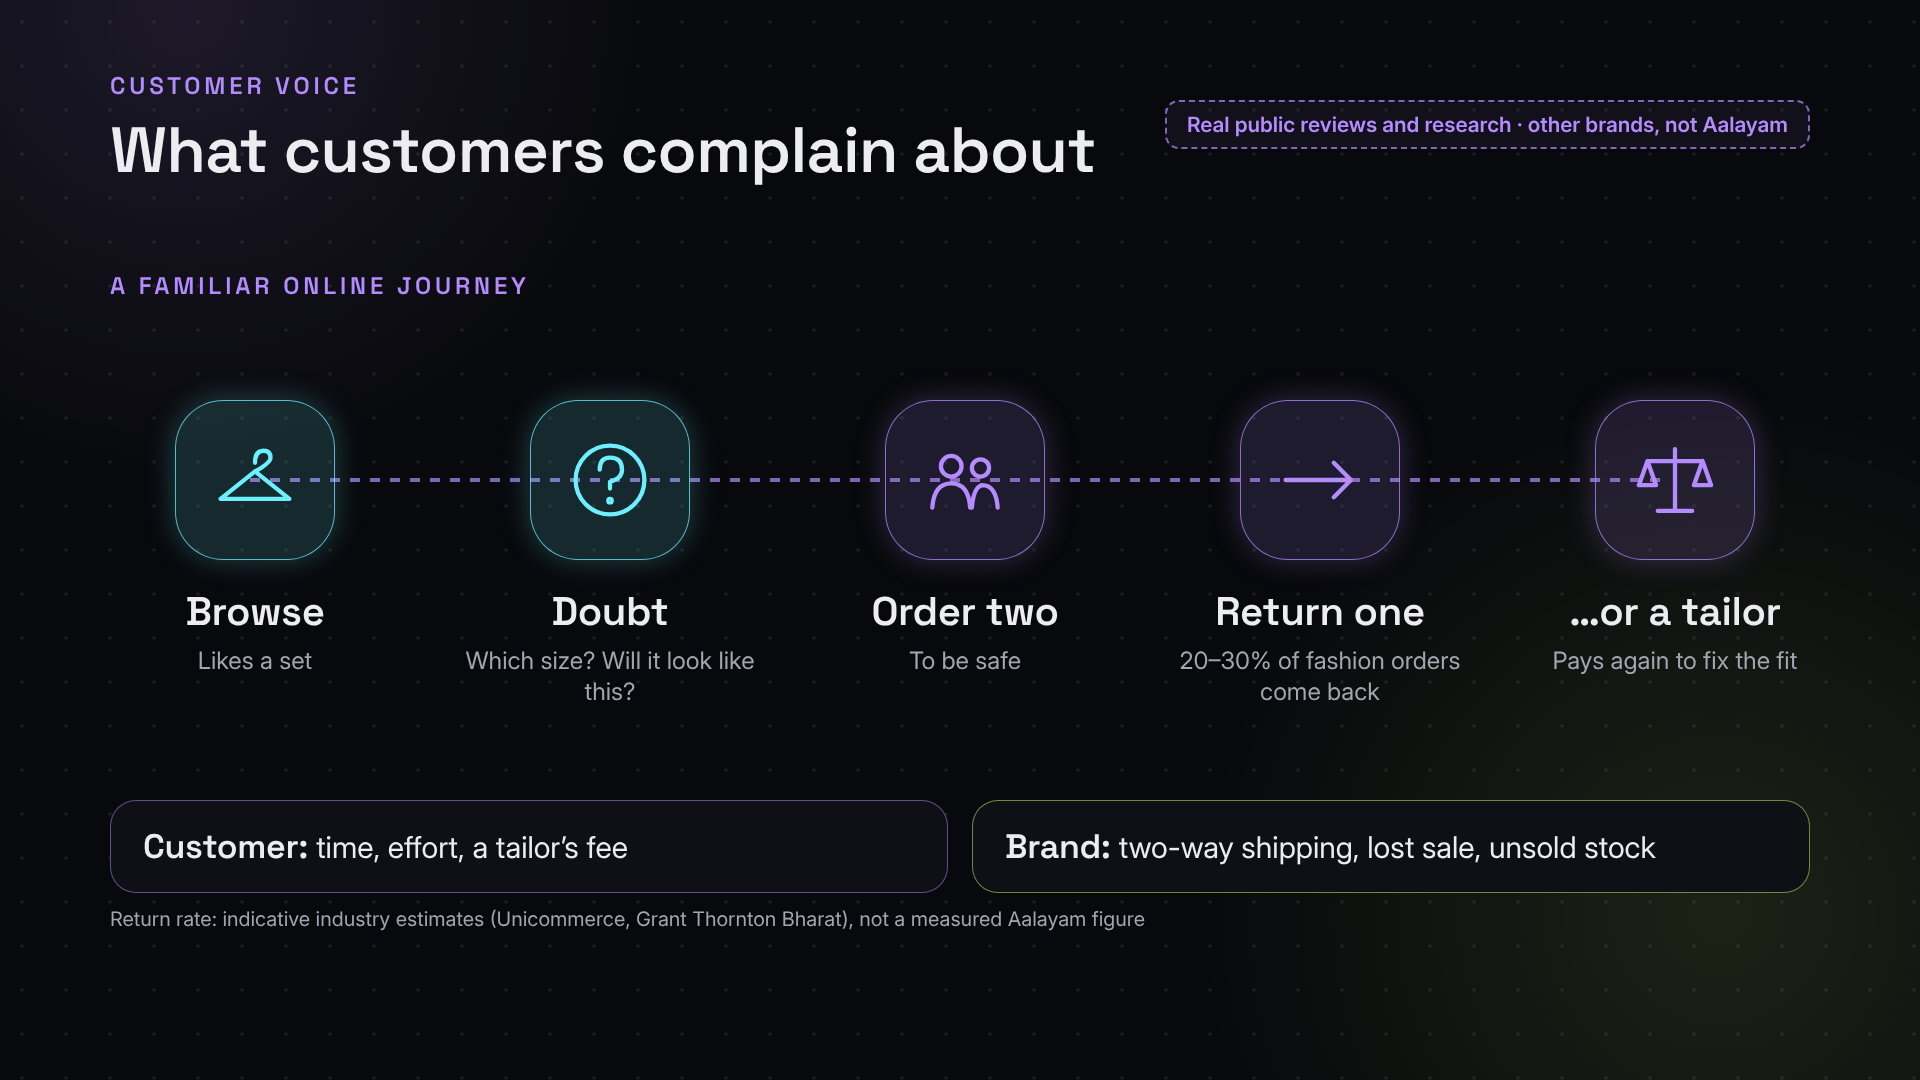 CUSTOMER VOICE
What customers complain about
Real public reviews and research · other brands, not Aalayam
A FAMILIAR ONLINE JOURNEY
Browse
Likes a set
Doubt
Which size? Will it look like
this?
Order two
To be safe
Return one
20–30% of fashion orders
come back
...or a tailor
Pays again to fix the fit
Customer: time, effort, a tailor’s fee
Brand: two-way shipping, lost sale, unsold stock
Return rate: indicative industry estimates (Unicommerce, Grant Thornton Bharat), not a measured Aalayam figure